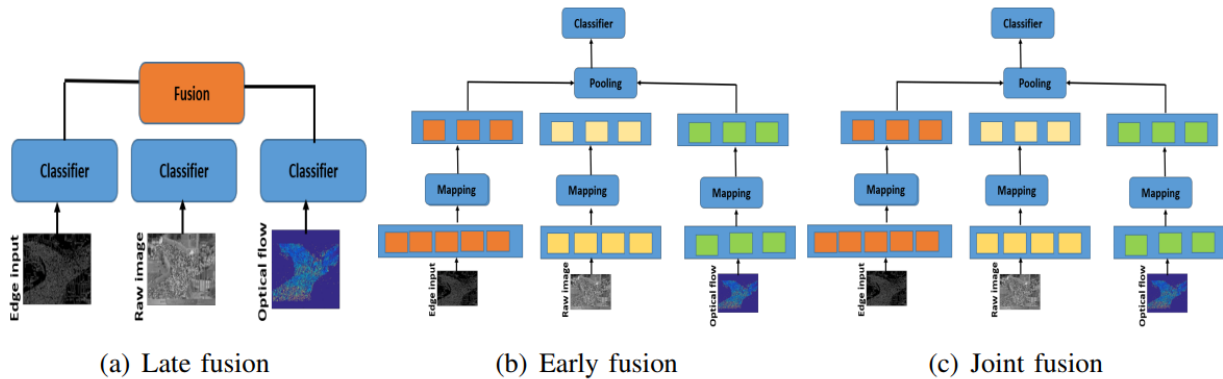 Fusion
Classifier
Classifier
Classifier
Edge input
Raw image
Optical flow
(a) Late fusion
Classifier
Pooling
Mapping
Mapping
Mapping
Edge input
Raw image
Optical flow
(b) Early fusion
Classifier
Pooling
Mapping
Mapping
Mapping
Edge input
Raw image
Optical flow
(c) Joint fusion